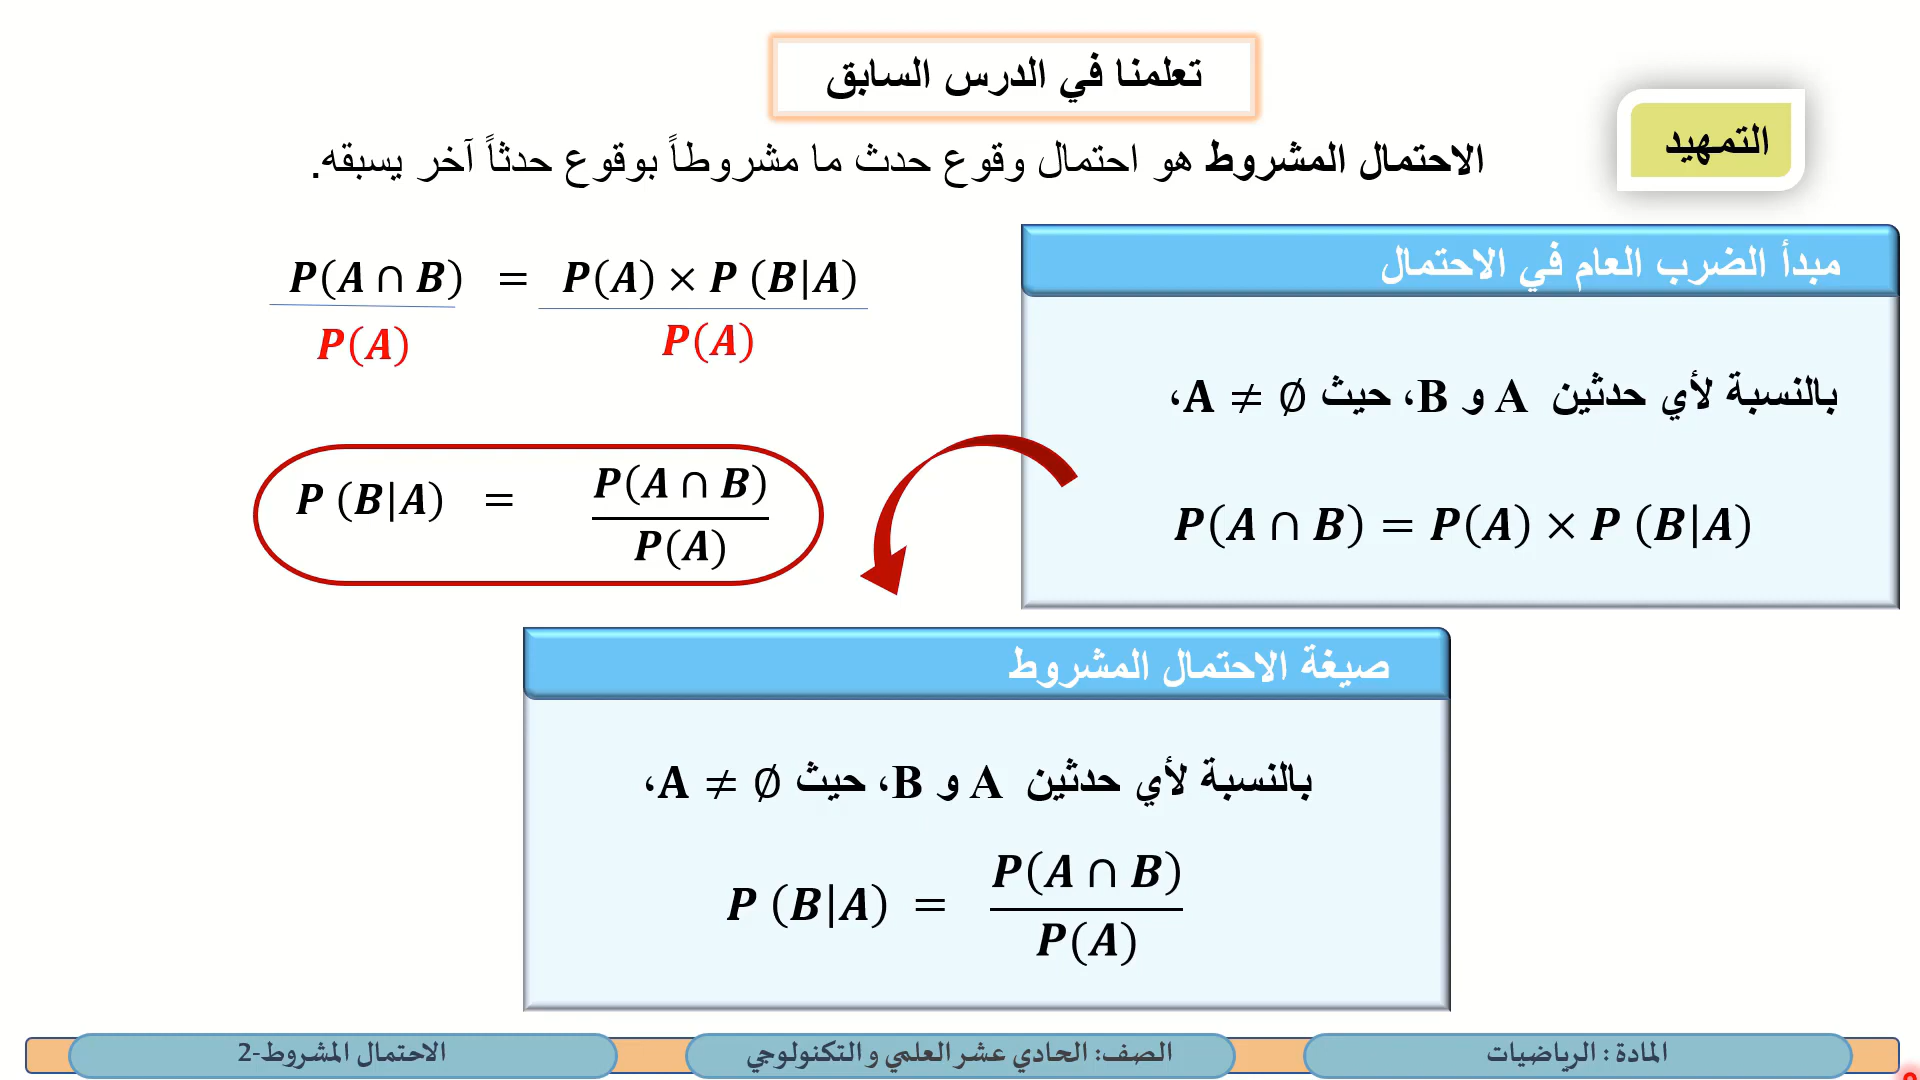 تعلمنا في الدرس السابق
التمهيد
الاحتمال المشروط هو احتمال وقوع حدث ما مشروطاً بوقوع حدثاً آخر يسبقه.
مبدأ الضرب العام في الاحتمال
بالنسبة لأي حدثين A و B، حيث A ≠ ∅،
P(A ∩ B) = P(A) × P (B|A)
P(A ∩ B) = P(A) × P (B|A)
P(A) P(A)
P (B|A) = P(A ∩ B) / P(A)
صيغة الاحتمال المشروط
بالنسبة لأي حدثين A و B، حيث A ≠ ∅،
P (B|A) = P(A ∩ B) / P(A)
المادة : الرياضيات
الصف: الحادي عشر العلمي و التكنولوجي
الاحتمال المشروط-2